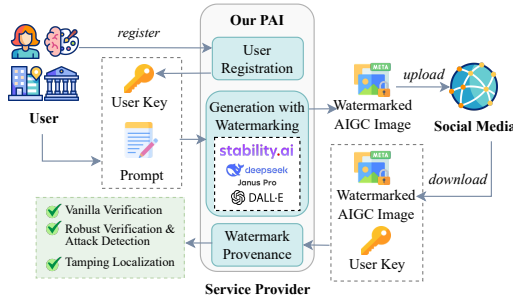 Our PAI
register
User
Registration
User Key
Prompt
User
Generation with
Watermarking
stability.ai
deepseek
Janus Pro
DALL·E
META
Watermarked
AIGC Image
upload
Social Media
download
META
Watermarked
AIGC Image
User Key
Watermark
Provenance
Vanilla Verification
Robust Verification &
Attack Detection
Tamping Localization
Service Provider